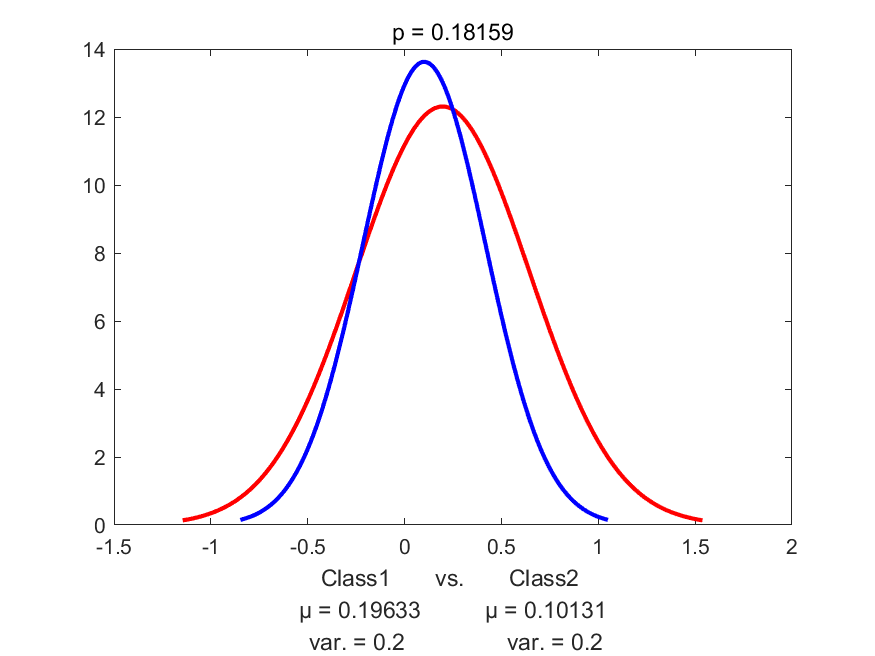 p = 0.18159
14
12
10
8
6
4
2
0
-1.5 -1 -0.5 0 0.5 1 1.5 2
Class1 vs. Class2
μ = 0.19633 μ = 0.10131
var. = 0.2 var. = 0.2